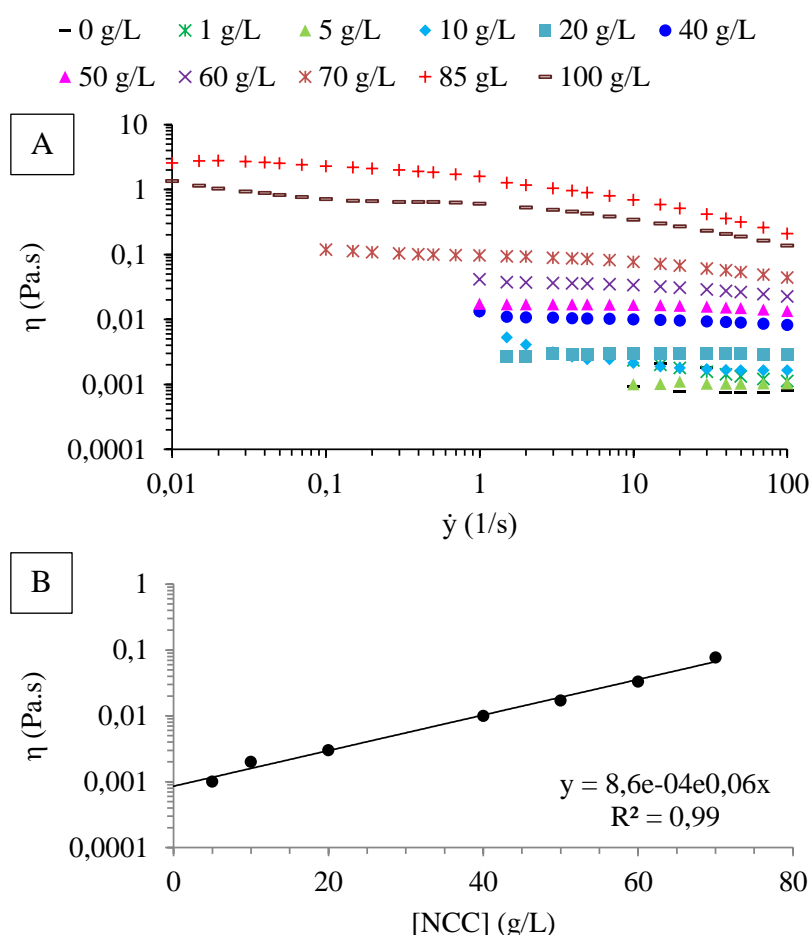 0 g/L 1 g/L 5 g/L 10 g/L 20 g/L 40 g/L
50 g/L 60 g/L 70 g/L 85 gL 100 g/L
A
10
1
0,1
0,01
0,001
0,0001
η (Pa.s)
0,01 0,1 1 10 100
ẏ (1/s)
B
1
0,1
0,01
0,001
0,0001
η (Pa.s)
y = 8,6e-04e0,06x
R² = 0,99
0 20 40 60 80
[NCC] (g/L)